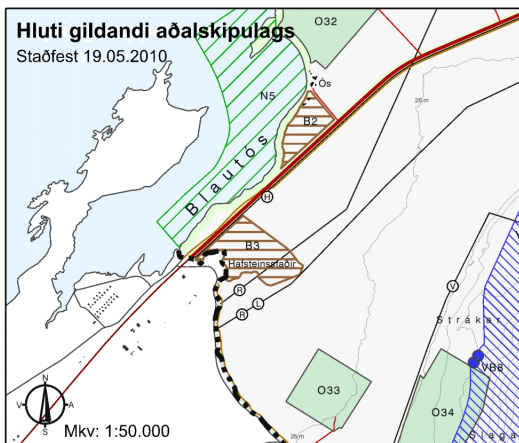 Hluti gildandi aðalskipulags
Staðfest 19.05.2010
O32
Ós
N5
25 m
B2
Blautós
H
B3
Hafsteinsstaðir
R
L
R
V
Strákar
VB8
O33
O34
N
V
A
S
Mkv: 1:50.000
25 m
Slaga